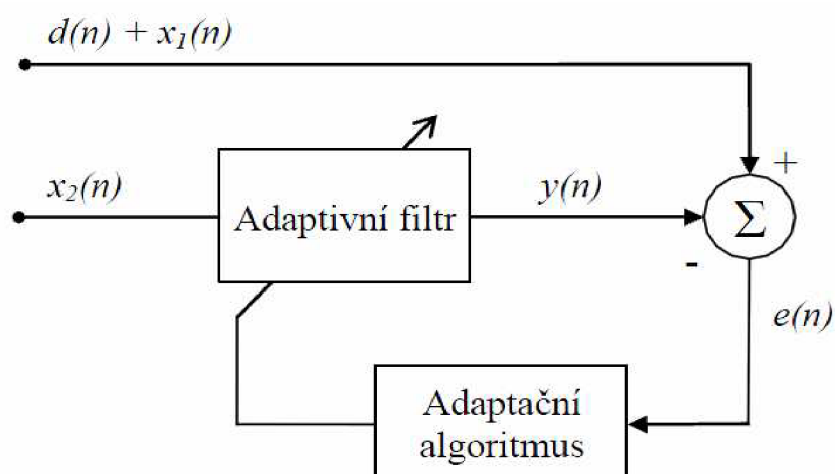 d(n) + x₁(n)
x₂(n)
Adaptivní filtr
y(n)
+
Σ
-
e(n)
Adaptační
algoritmus